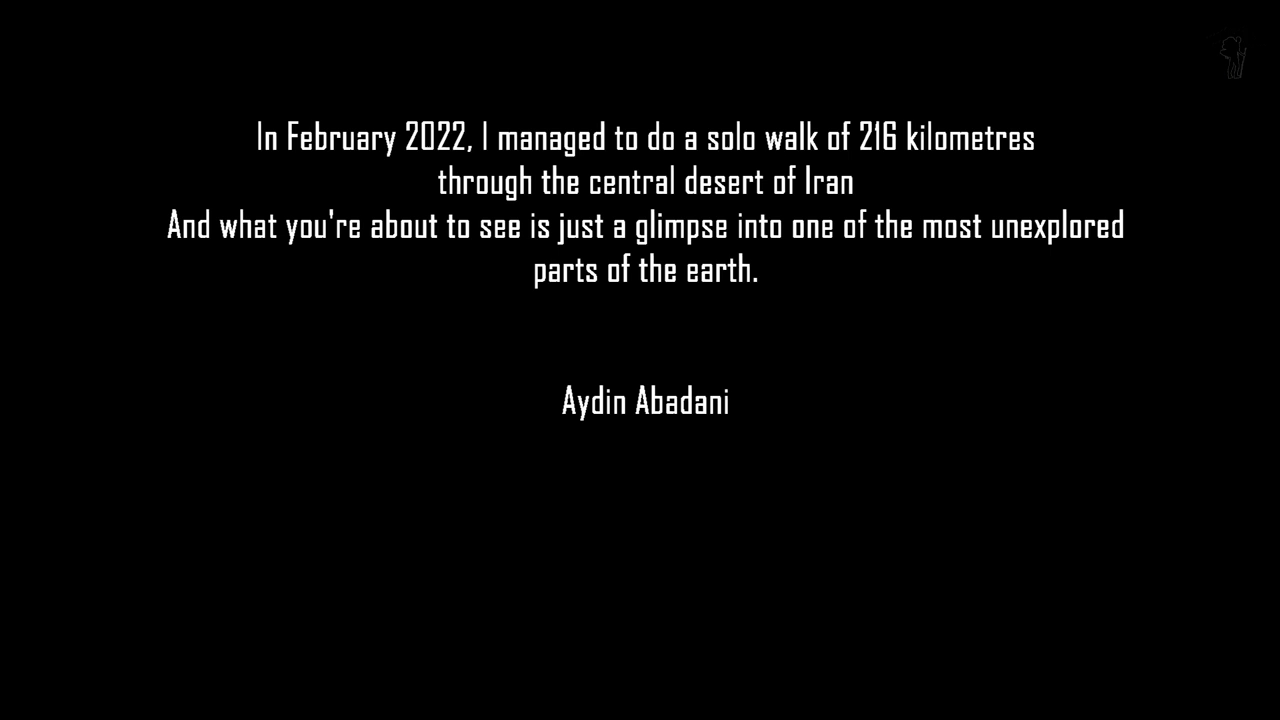 In February 2022, I managed to do a solo walk of 216 kilometres
through the central desert of Iran
And what you're about to see is just a glimpse into one of the most unexplored
parts of the earth.
Aydin Abadani